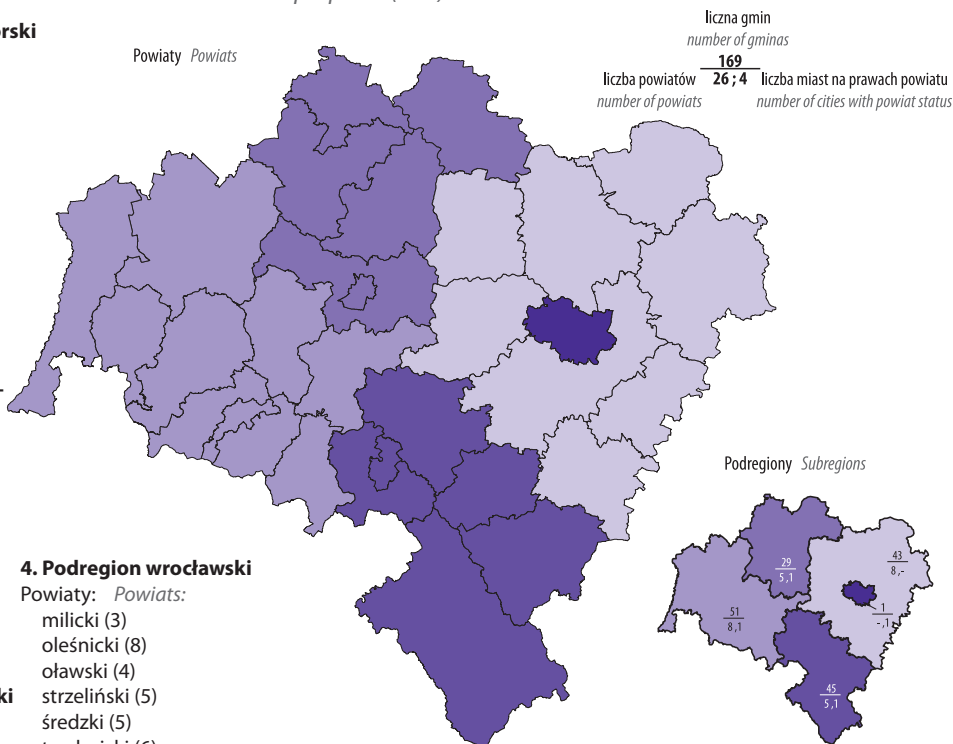 orski
Powiaty Powiats
liczna gmin
number of gminas
169
liczba powiatów 26 ; 4 liczba miast na prawach powiatu
number of powiats number of cities with powiat status
Podregiony Subregions
29
5 ,1
43
8 ,-
1
- ,1
51
8 ,1
45
5 ,1
4. Podregion wrocławski
Powiaty: Powiats:
milicki (3)
oleśnicki (8)
oławski (4)
ki strzeliński (5)
średzki (5)